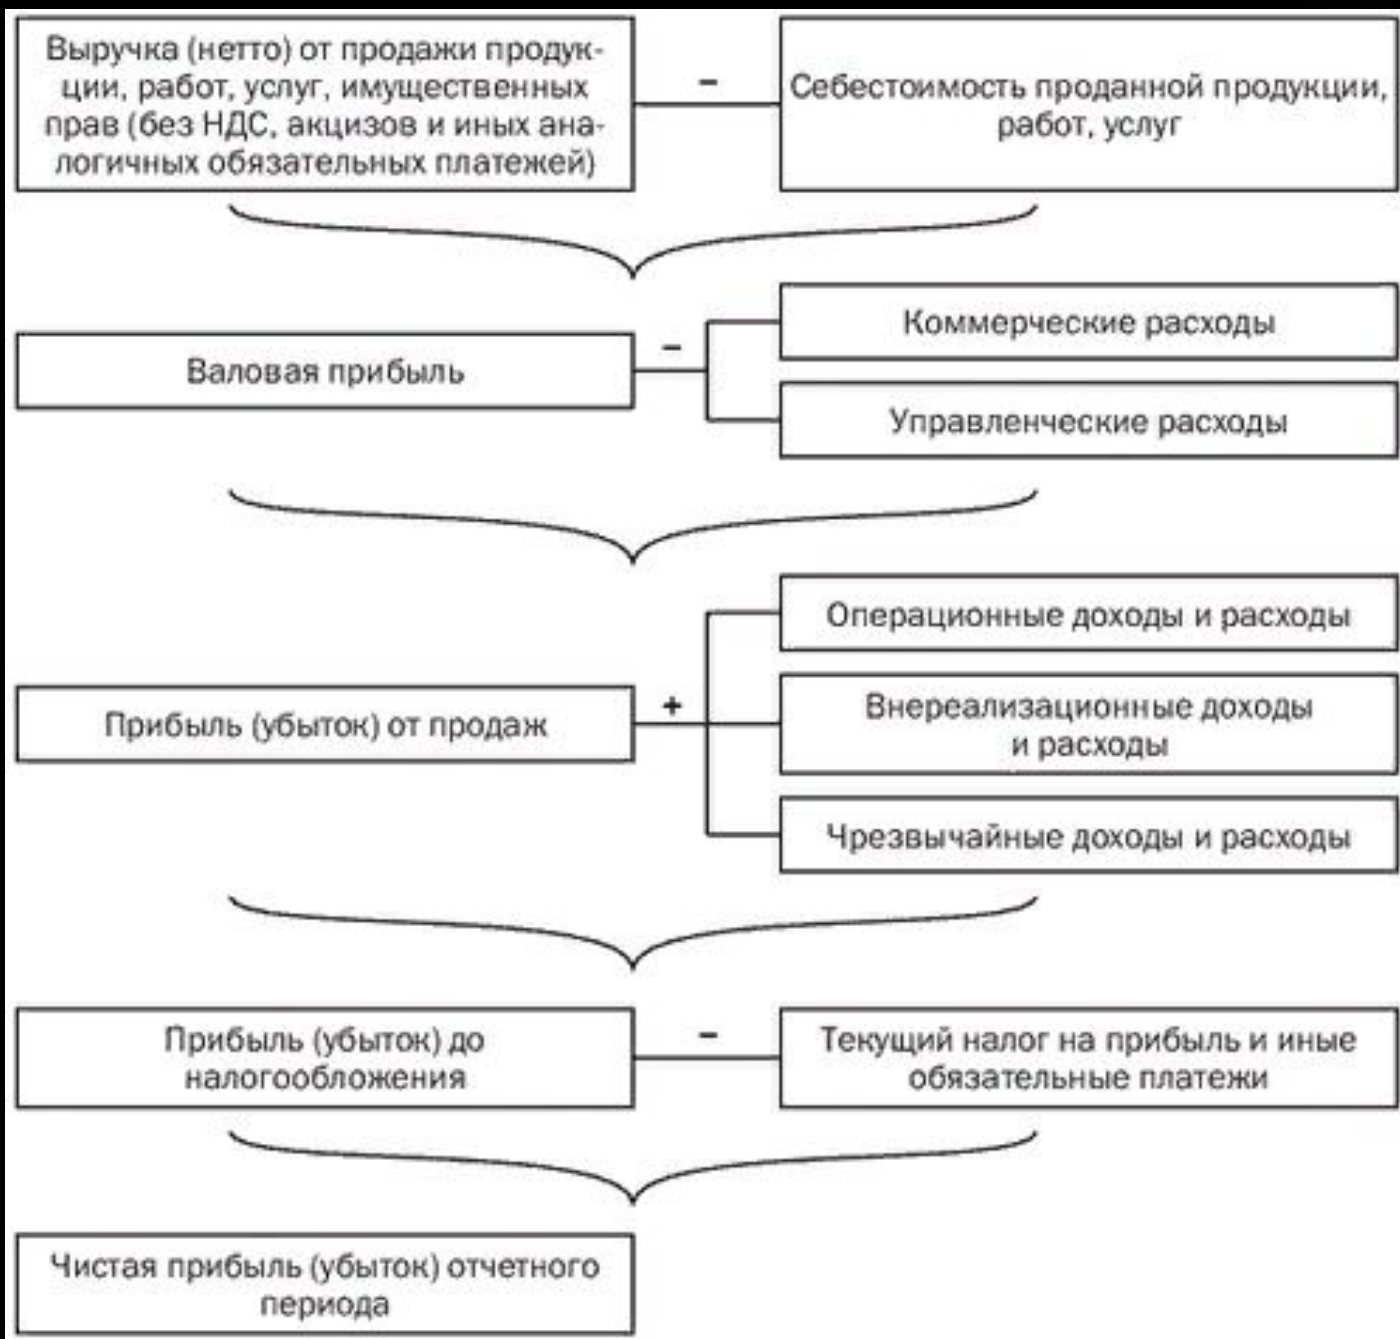 Выручка (нетто) от продажи продук-
ции, работ, услуг, имущественных
прав (без НДС, акцизов и иных ана-
логичных обязательных платежей)
–
Себестоимость проданной продукции,
работ, услуг
Валовая прибыль
–
Коммерческие расходы
Управленческие расходы
Прибыль (убыток) от продаж
+
Операционные доходы и расходы
Внереализационные доходы
и расходы
Чрезвычайные доходы и расходы
Прибыль (убыток) до
налогообложения
–
Текущий налог на прибыль и иные
обязательные платежи
Чистая прибыль (убыток) отчетного
периода